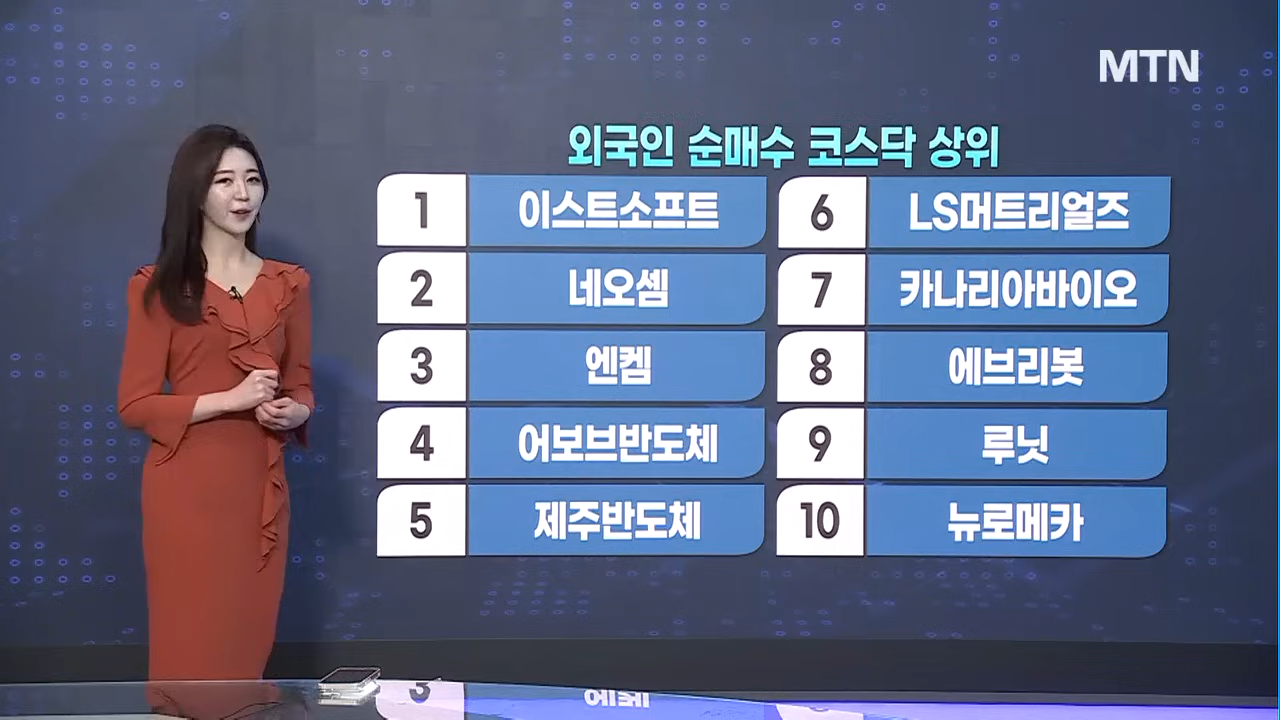 MTN
외국인 순매수 코스닥 상위
1 이스트소프트
2 네오셈
3 엔켐
4 어보브반도체
5 제주반도체
6 LS머트리얼즈
7 카나리아바이오
8 에브리봇
9 루닛
10 뉴로메카
3